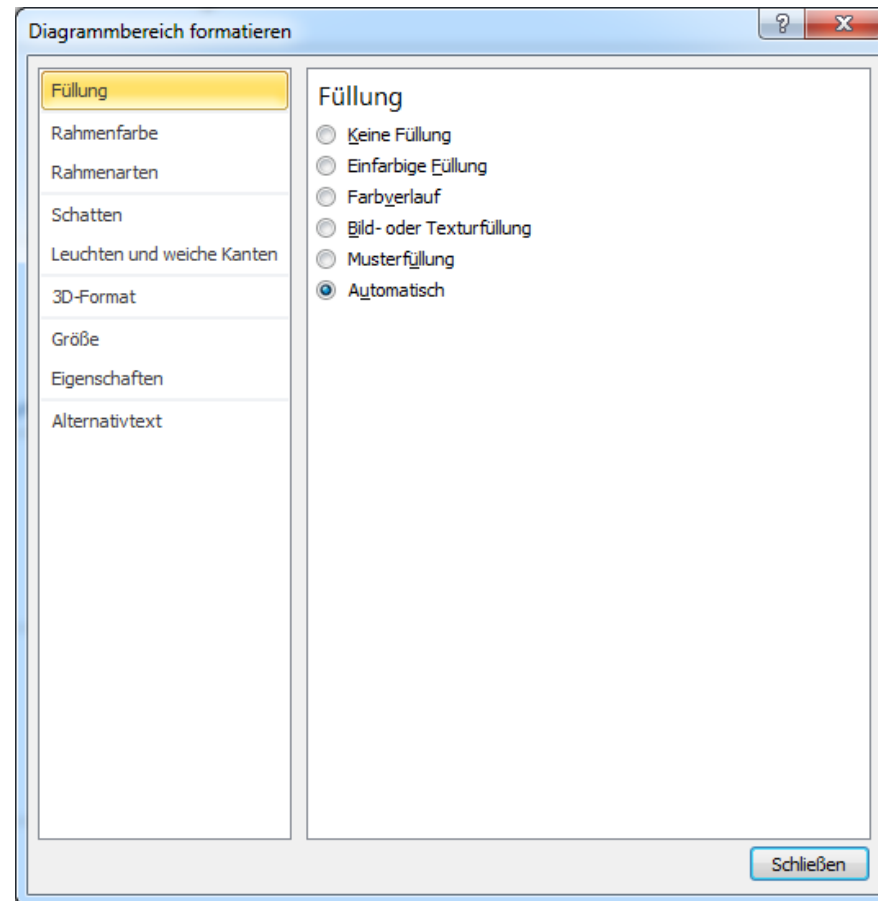 Diagrammbereich formatieren
Füllung
Rahmenfarbe
Rahmenarten
Schatten
Leuchten und weiche Kanten
3D-Format
Größe
Eigenschaften
Alternativtext
Füllung
Keine Füllung
Einfarbige Füllung
Farbverlauf
Bild- oder Texturfüllung
Musterfüllung
Automatisch
Schließen